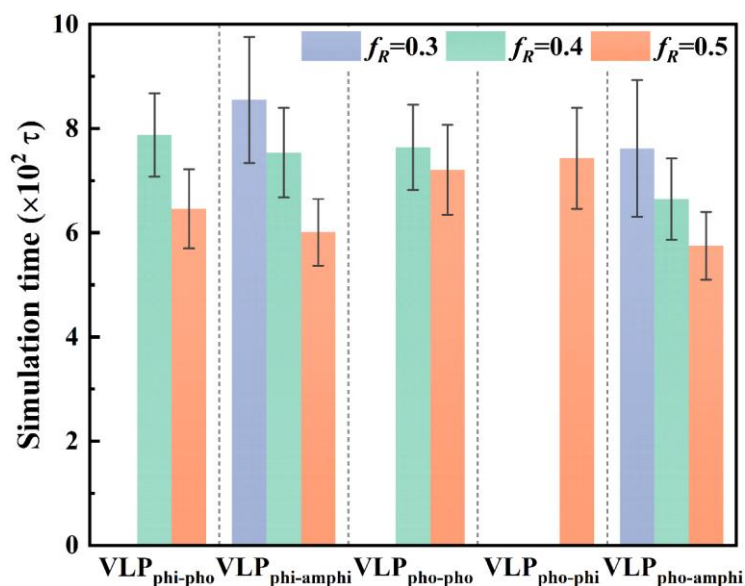 10
8
6
4
2
0
Simulation time (×10² τ)
f_R=0.3 f_R=0.4 f_R=0.5
VLP_phi-pho VLP_phi-amphi VLP_pho-pho VLP_pho-phi VLP_pho-amphi